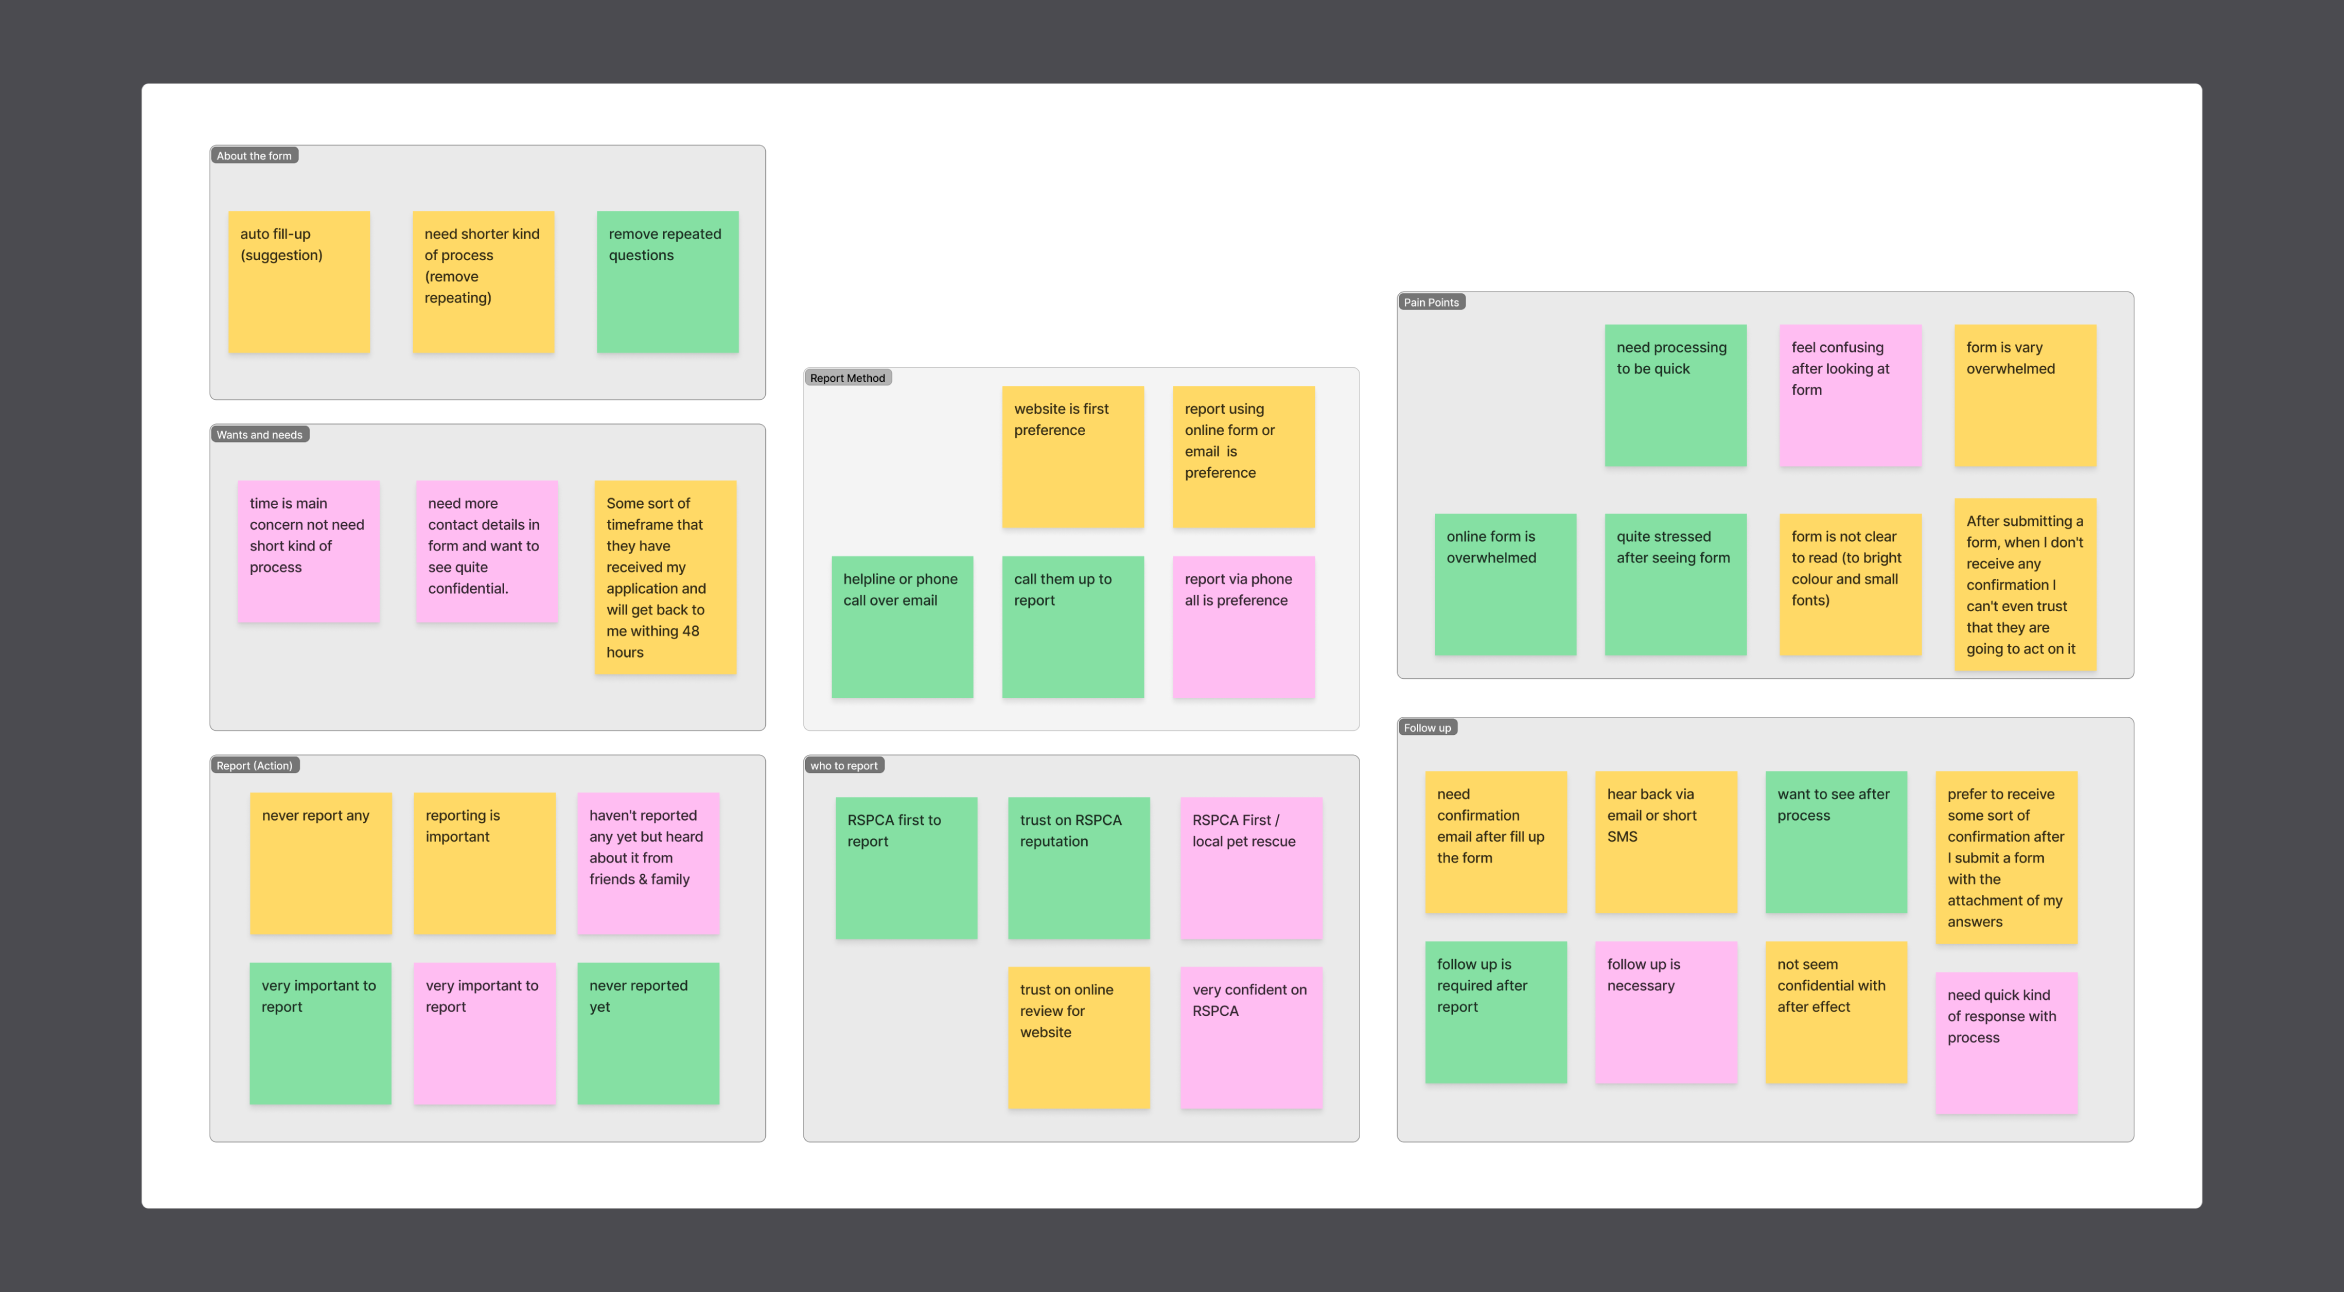 About the form
auto fill-up
(suggestion)
need shorter kind
of process
(remove
repeating)
remove repeated
questions
Wants and needs
time is main
concern not need
short kind of
process
need more
contact details in
form and want to
see quite
confidential.
Some sort of
timeframe that
they have
received my
application and
will get back to
me withing 48
hours
Report (Action)
never report any
reporting is
important
haven't reported
any yet but heard
about it from
friends & family
very important to
report
very important to
report
never reported
yet
Report Method
website is first
preference
report using
online form or
email is
preference
helpline or phone
call over email
call them up to
report
report via phone
all is preference
who to report
RSPCA first to
report
trust on RSPCA
reputation
RSPCA First /
local pet rescue
trust on online
review for
website
very confident on
RSPCA
Pain Points
need processing
to be quick
feel confusing
after looking at
form
form is vary
overwhelmed
online form is
overwhelmed
quite stressed
after seeing form
form is not clear
to read (to bright
colour and small
fonts)
After submitting a
form, when I don't
receive any
confirmation I
can't even trust
that they are
going to act on it
Follow up
need
confirmation
email after fill up
the form
hear back via
email or short
SMS
want to see after
process
prefer to receive
some sort of
confirmation after
I submit a form
with the
attachment of my
answers
follow up is
required after
report
follow up is
necessary
not seem
confidential with
after effect
need quick kind
of response with
process